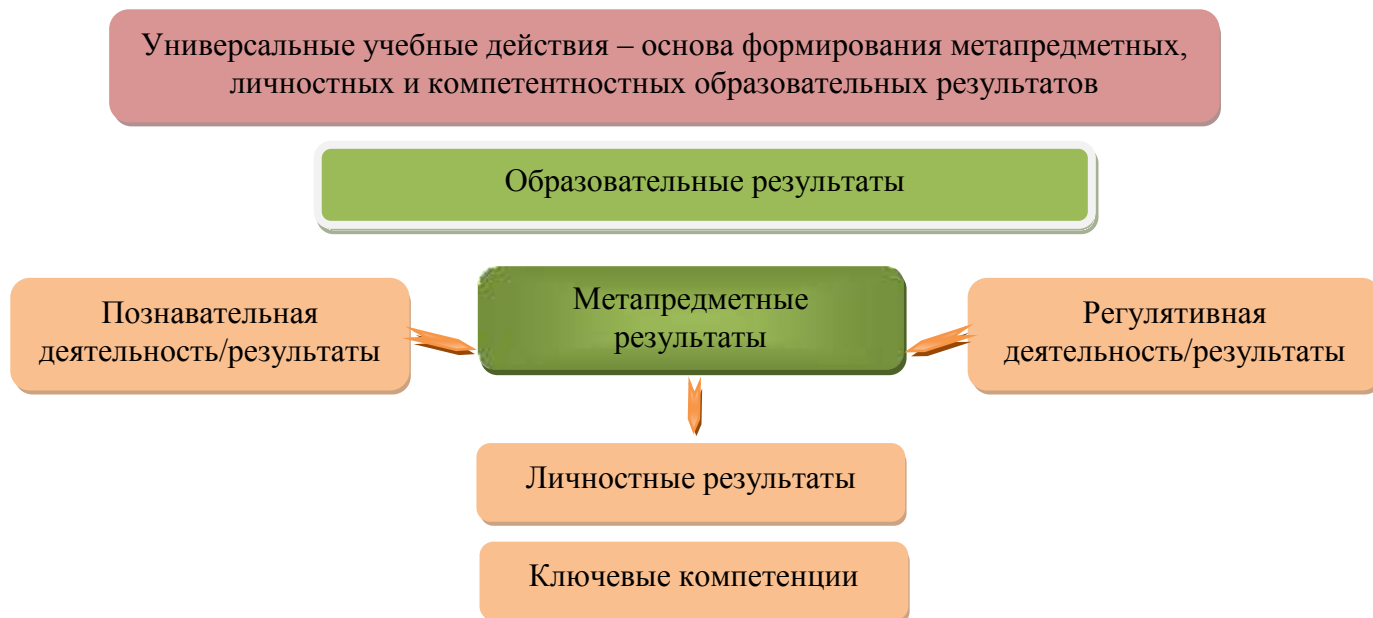 Универсальные учебные действия – основа формирования метапредметных,
личностных и компетентностных образовательных результатов
Образовательные результаты
Познавательная
деятельность/результаты
Метапредметные
результаты
Регулятивная
деятельность/результаты
Личностные результаты
Ключевые компетенции